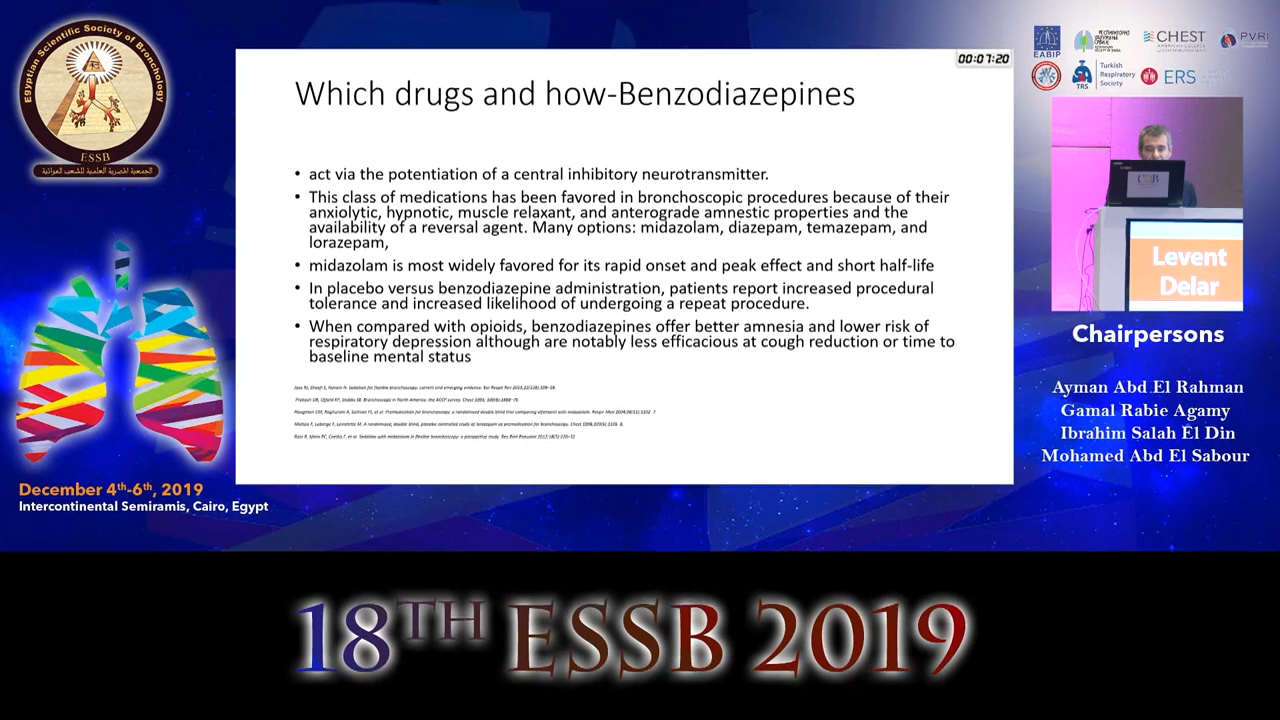 Egyptian Scientific Society of Bronchology
ESSB
الجمعية المصرية العلمية للشعب الهوائية
00:07:20
Which drugs and how-Benzodiazepines
• act via the potentiation of a central inhibitory neurotransmitter.
• This class of medications has been favored in bronchoscopic procedures because of their
anxiolytic, hypnotic, muscle relaxant, and anterograde amnestic properties and the
availability of a reversal agent. Many options: midazolam, diazepam, temazepam, and
lorazepam,
• midazolam is most widely favored for its rapid onset and peak effect and short half-life
• In placebo versus benzodiazepine administration, patients report increased procedural
tolerance and increased likelihood of undergoing a repeat procedure.
• When compared with opioids, benzodiazepines offer better amnesia and lower risk of
respiratory depression although are notably less efficacious at cough reduction or time to
baseline mental status
EABIP
CHEST
PVRI
TRS
Turkish
Respiratory
Society
ERS
Levent
Delar
Chairpersons
Ayman Abd El Rahman
Gamal Rabie Agamy
Ibrahim Salah El Din
Mohamed Abd El Sabour
December 4th-6th, 2019
Intercontinental Semiramis, Cairo, Egypt
18TH ESSB 2019